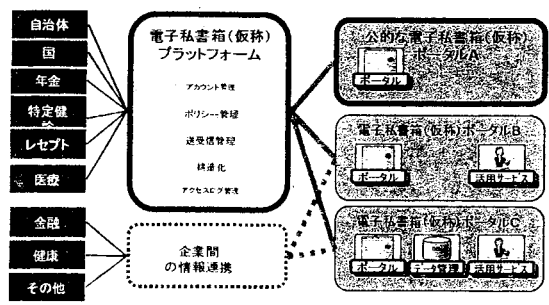 自治体
国
年金
特定健
診
レセプト
医療
金融
健康
その他
電子私書箱(仮称)
プラットフォーム
アカウント管理
ポリシー管理
送受信管理
構造化
アクセスログ管理
企業間
の情報連携
公的な電子私書箱(仮称)
ポータルA
ポータル
電子私書箱(仮称)ポータルB
ポータル
活用サービス
電子私書箱(仮称)ポータルC
ポータル
データ管理
活用サービス